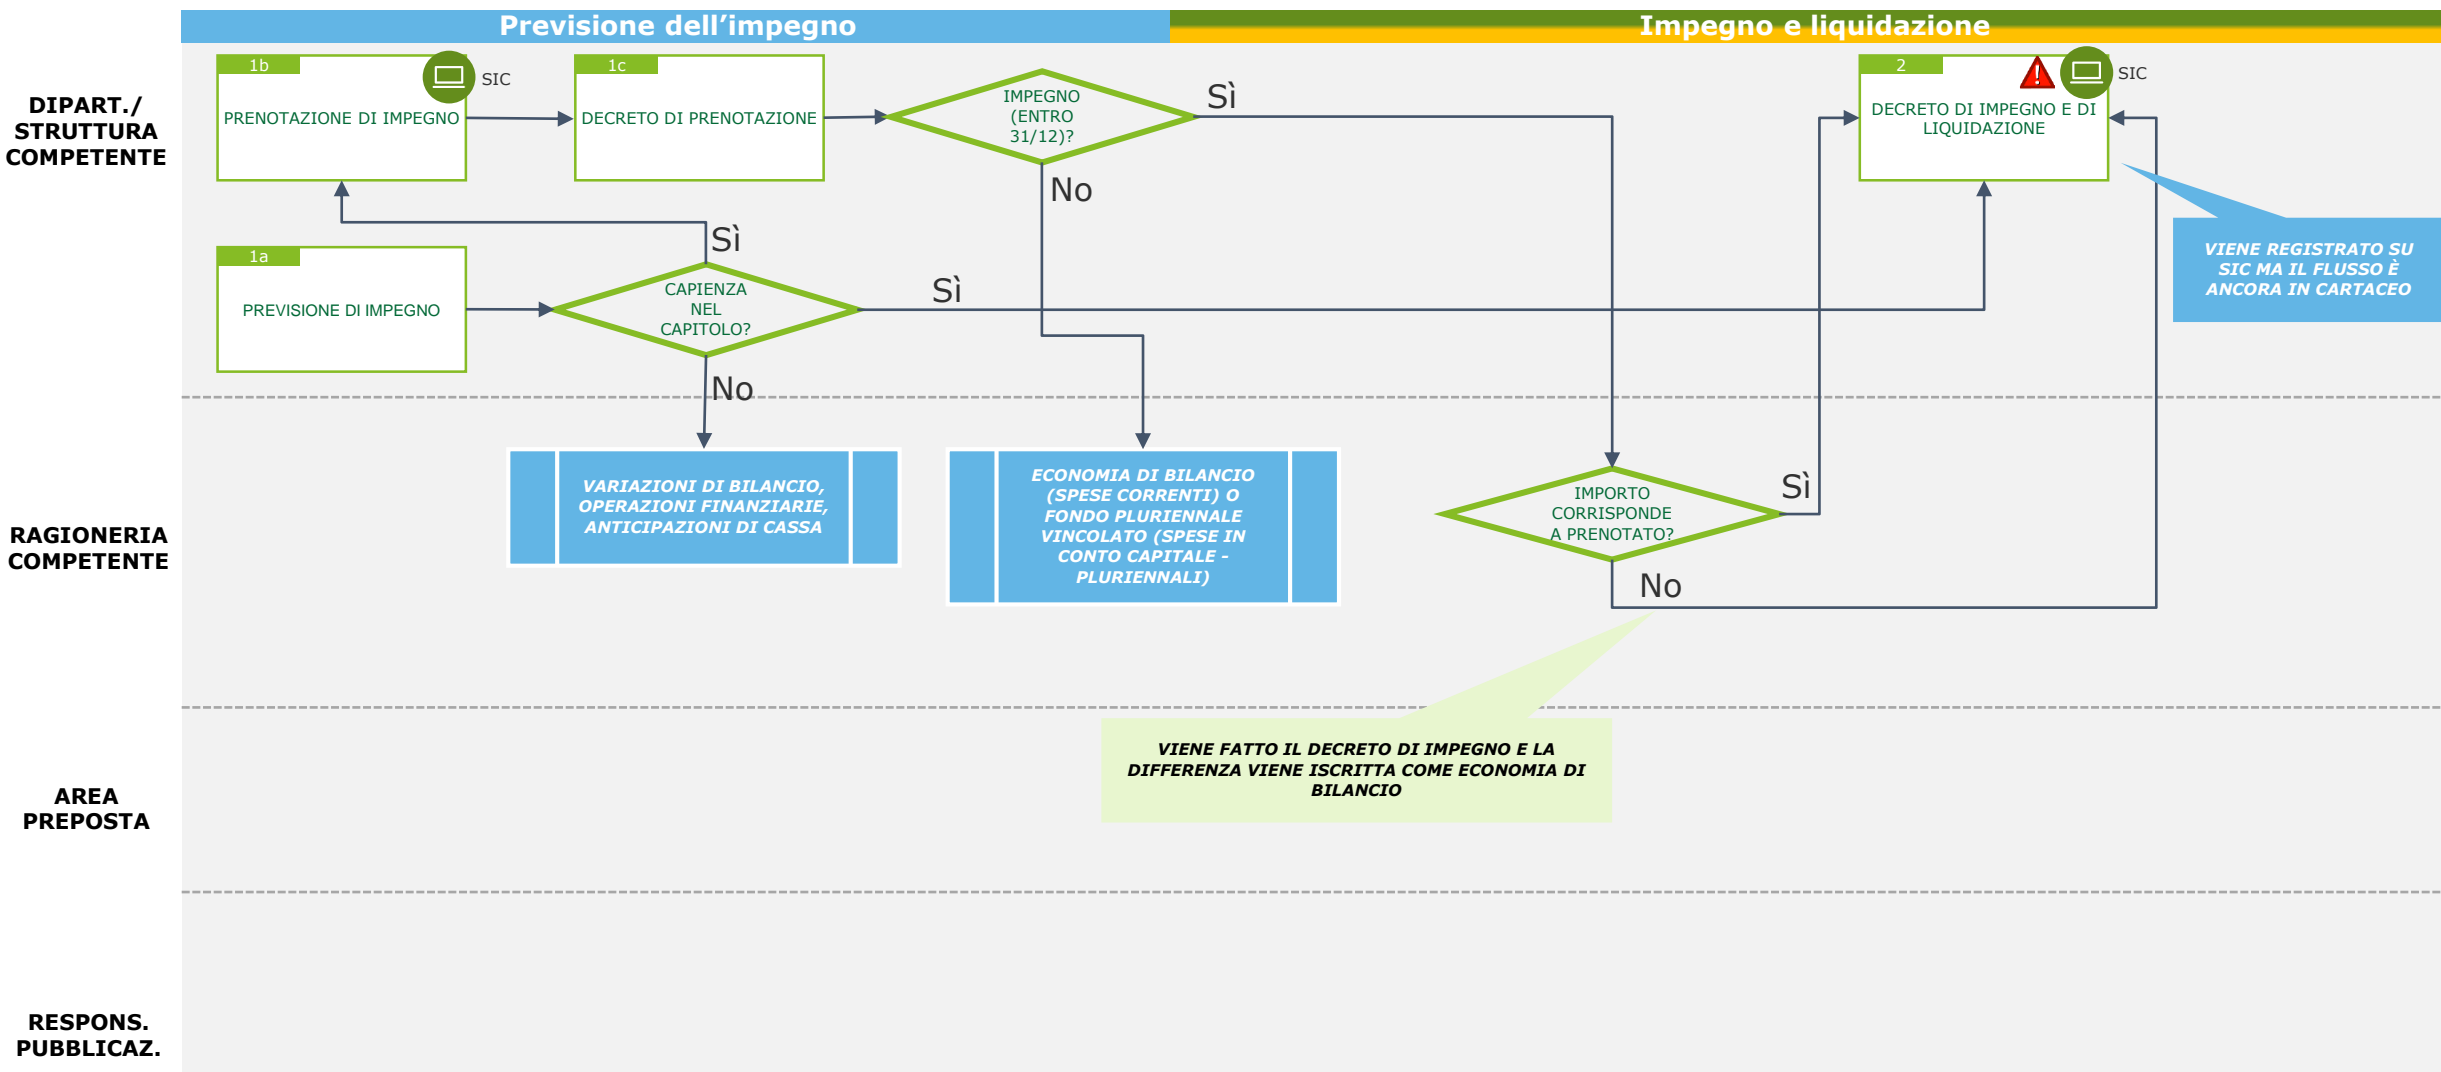 Previsione dell’impegno
Impegno e liquidazione
DIPART./
STRUTTURA
COMPETENTE
1b
SIC
PRENOTAZIONE DI IMPEGNO
1c
DECRETO DI PRENOTAZIONE
IMPEGNO
(ENTRO
31/12)?
Sì
No
2
SIC
DECRETO DI IMPEGNO E DI
LIQUIDAZIONE
VIENE REGISTRATO SU
SIC MA IL FLUSSO È
ANCORA IN CARTACEO
1a
PREVISIONE DI IMPEGNO
Sì
CAPIENZA
NEL
CAPITOLO?
Sì
No
RAGIONERIA
COMPETENTE
VARIAZIONI DI BILANCIO,
OPERAZIONI FINANZIARIE,
ANTICIPAZIONI DI CASSA
ECONOMIA DI BILANCIO
(SPESE CORRENTI) O
FONDO PLURIENNALE
VINCOLATO (SPESE IN
CONTO CAPITALE -
PLURIENNALI)
IMPORTO
CORRISPONDE
A PRENOTATO?
Sì
No
AREA
PREPOSTA
VIENE FATTO IL DECRETO DI IMPEGNO E LA
DIFFERENZA VIENE ISCRITTA COME ECONOMIA DI
BILANCIO
RESPONS.
PUBBLICAZ.